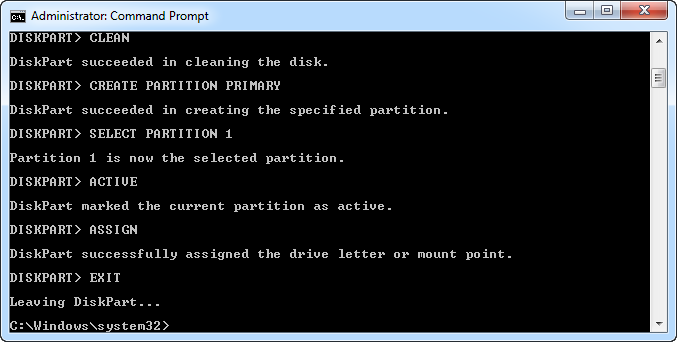 Administrator: Command Prompt
DISKPART> CLEAN
DiskPart succeeded in cleaning the disk.
DISKPART> CREATE PARTITION PRIMARY
DiskPart succeeded in creating the specified partition.
DISKPART> SELECT PARTITION 1
Partition 1 is now the selected partition.
DISKPART> ACTIVE
DiskPart marked the current partition as active.
DISKPART> ASSIGN
DiskPart successfully assigned the drive letter or mount point.
DISKPART> EXIT
Leaving DiskPart...
C:\Windows\system32>